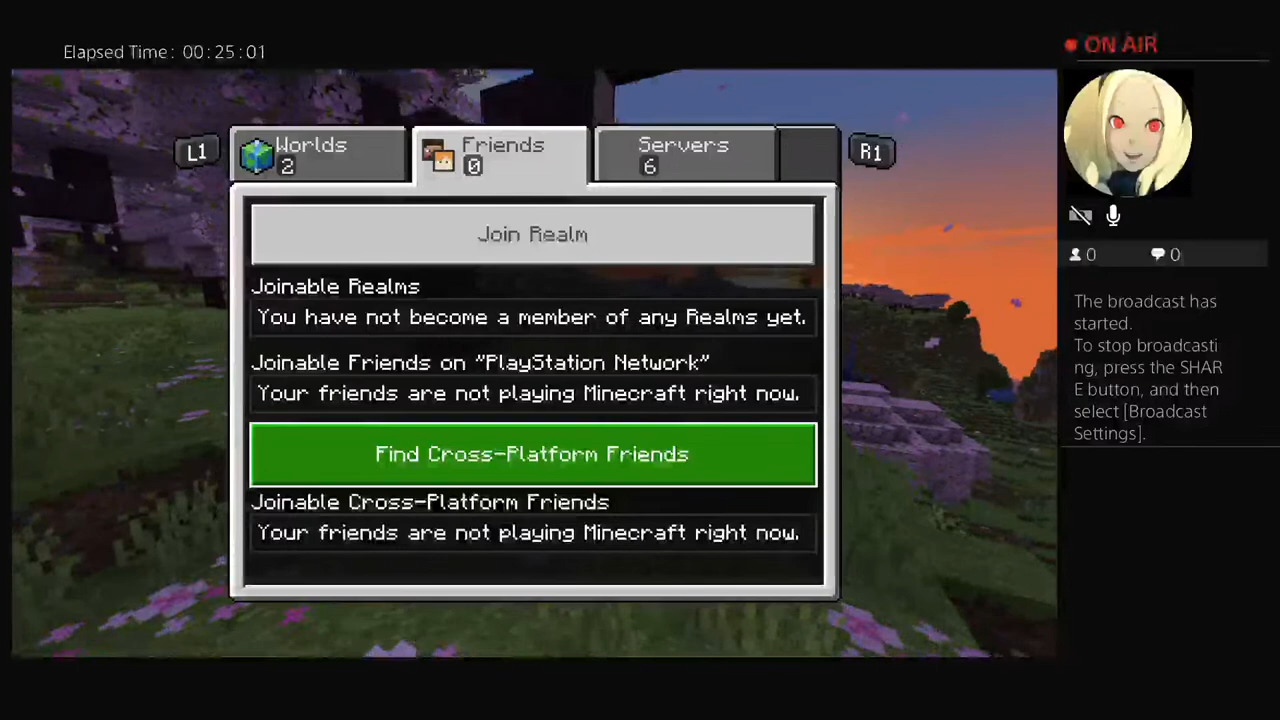 Elapsed Time: 00:25:01
ON AIR
L1
Worlds
2
Friends
0
Servers
6
R1
Join Realm
Joinable Realms
You have not become a member of any Realms yet.
Joinable Friends on "PlayStation Network"
Your friends are not playing Minecraft right now.
Find Cross-Platform Friends
Joinable Cross-Platform Friends
Your friends are not playing Minecraft right now.
0
0
The broadcast has
started.
To stop broadcasti
ng, press the SHAR
E button, and then
select [Broadcast
Settings].